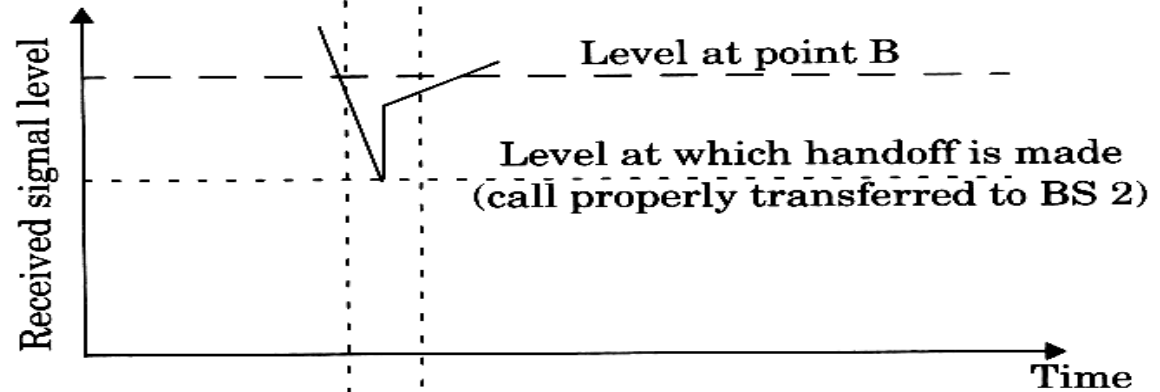 Received signal level
Level at point B
Level at which handoff is made
(call properly transferred to BS 2)
Time